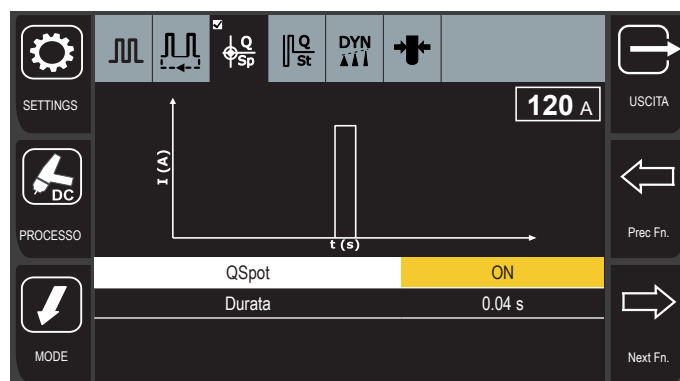 SETTINGS
DC
PROCESSO
MODE
Q
Sp
Q
St
DYN
120 A
I (A)
t (s)
QSpot ON
Durata 0.04 s
USCITA
Prec Fn.
Next Fn.